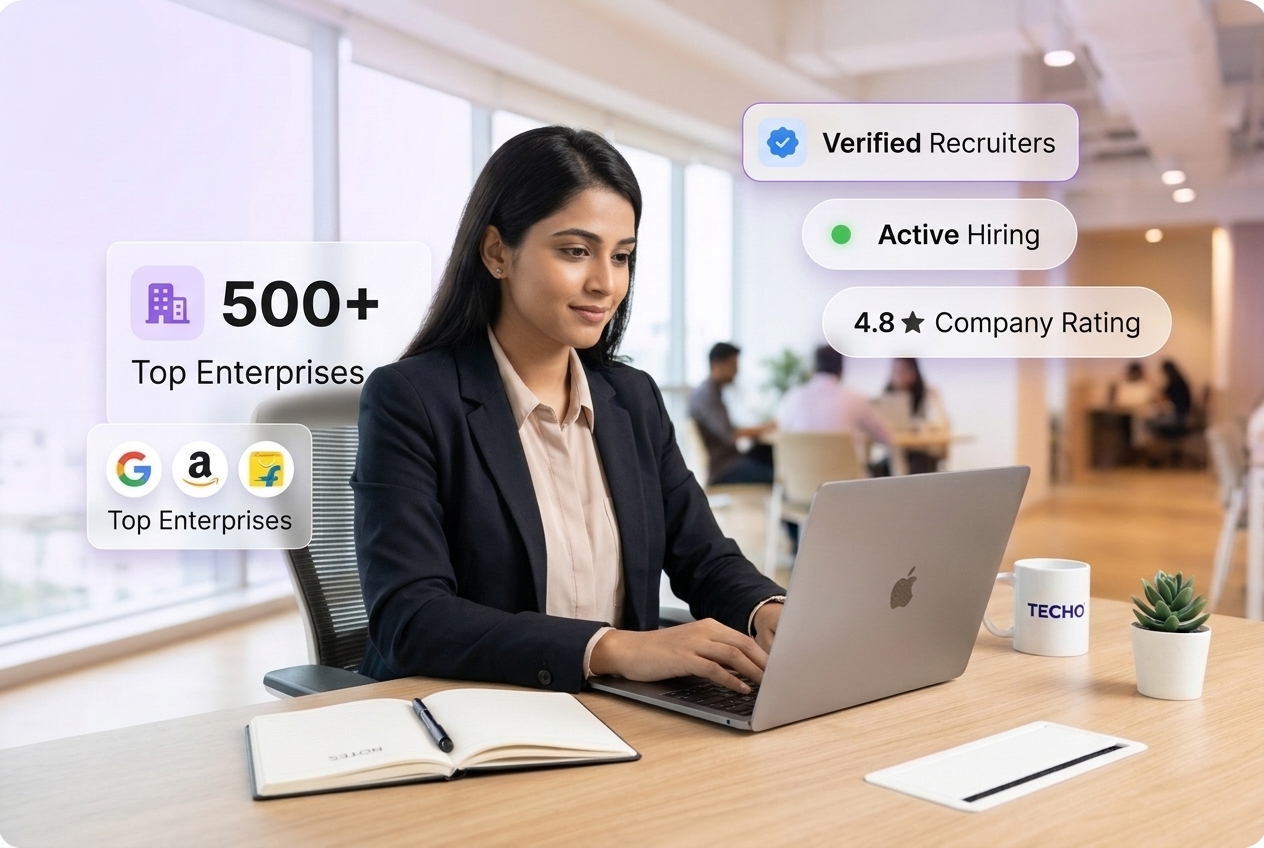 Verified Recruiters
Active Hiring
500+
4.8★ Company Rating
Top Enterprises
a
Top Enterprises
TECHO
NOTES